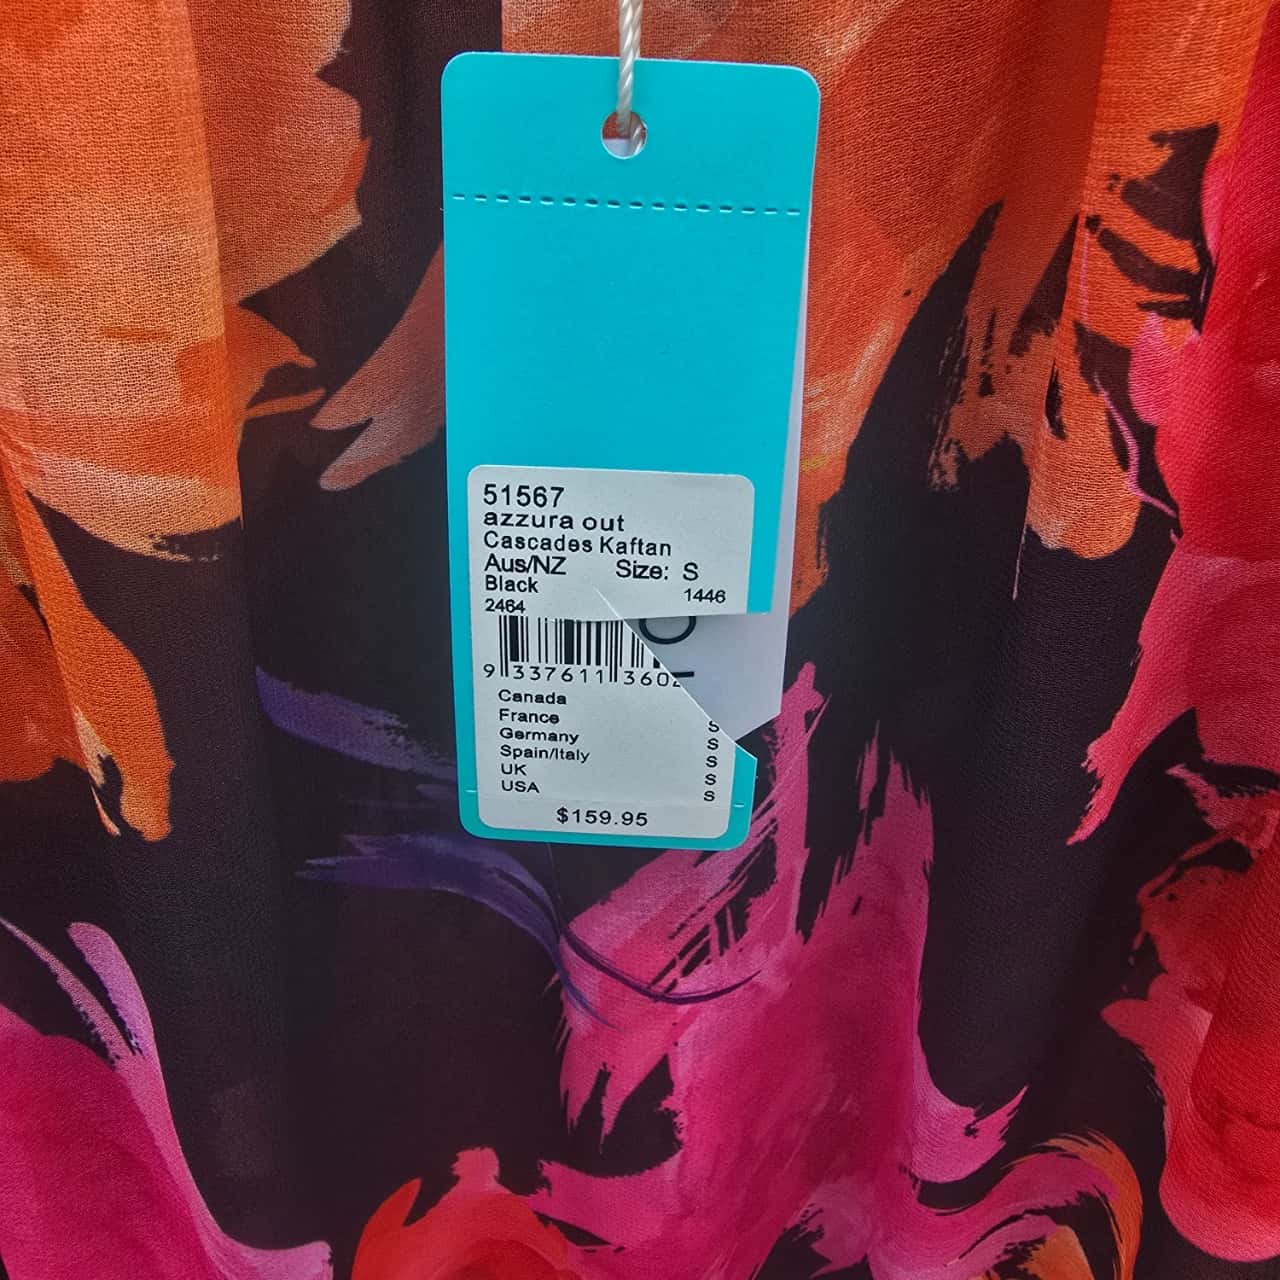 51567
azzura out
Cascades Kaftan
Aus/NZ Size: S
Black 1446
2464
9 337611 3602
Canada S
France S
Germany S
Spain/Italy S
UK S
USA
$159.95